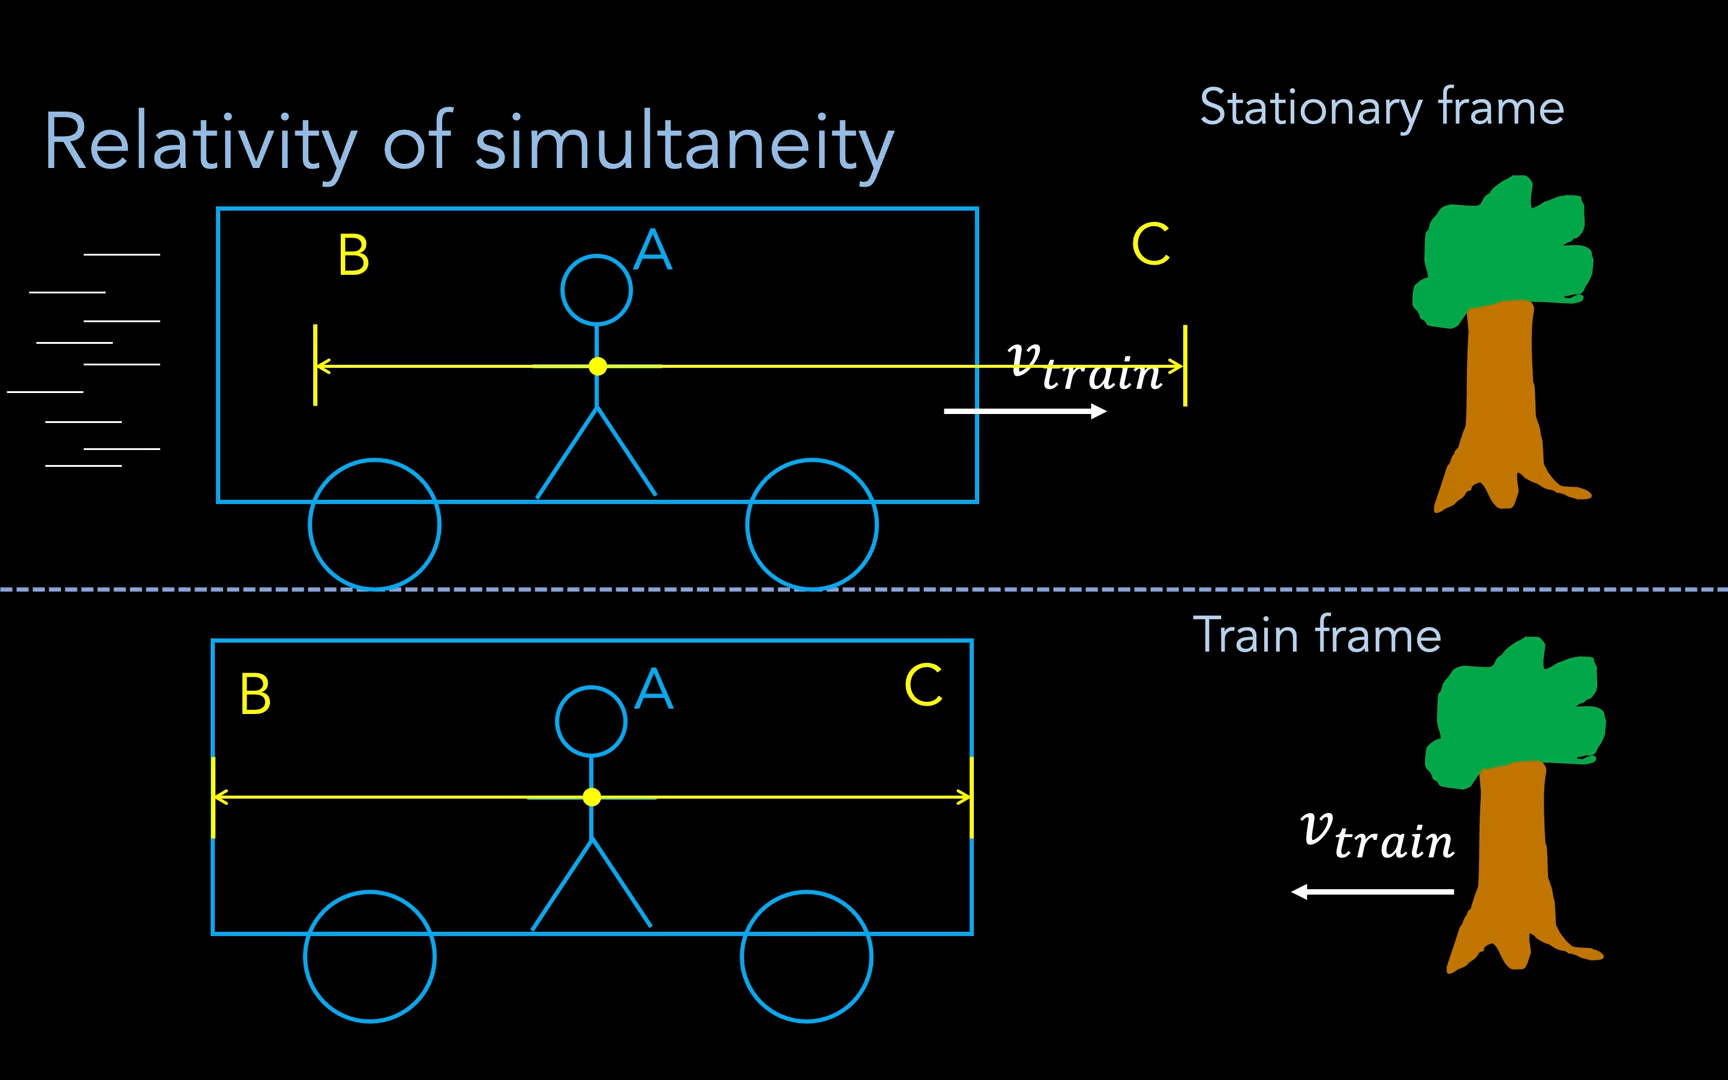 Relativity of simultaneity
Stationary frame
B
A
C
v_train
Train frame
B
A
C
v_train